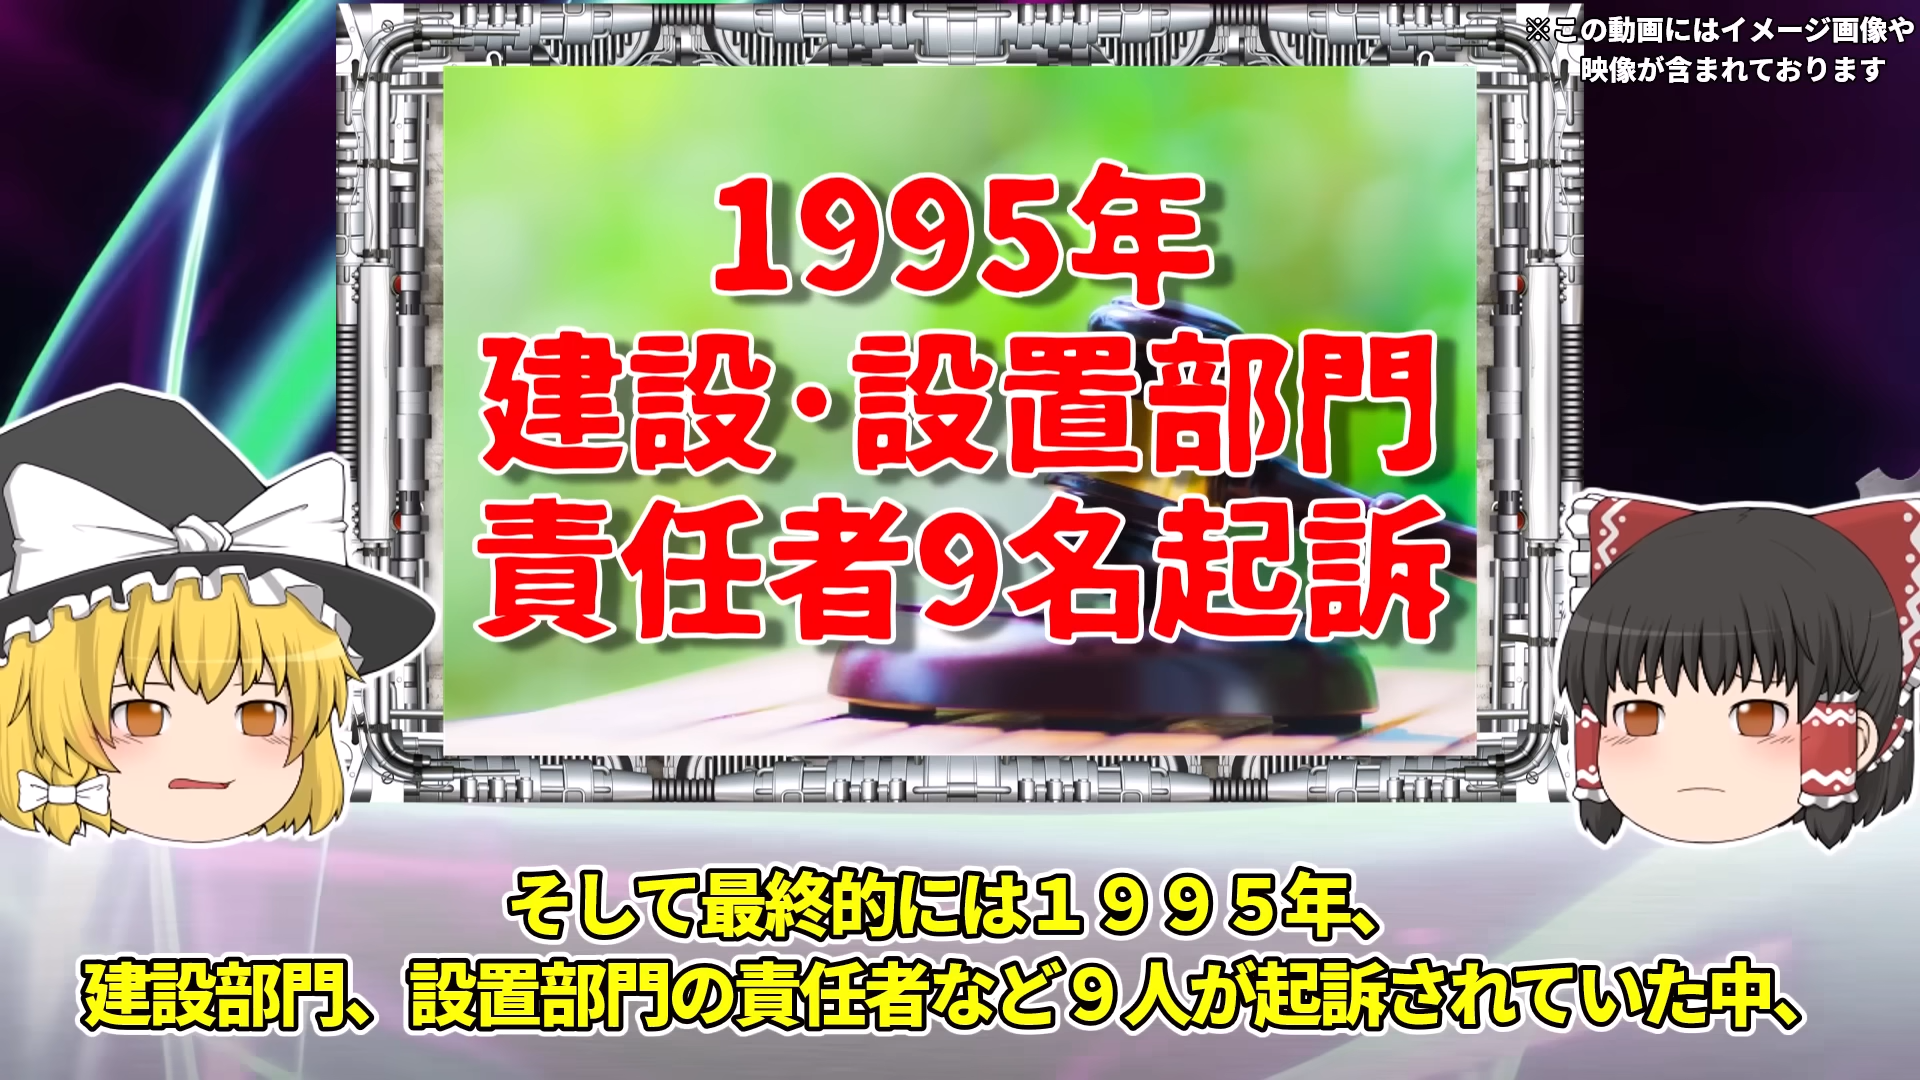 ※この動画にはイメージ画像や
映像が含まれております
1995年
建設･設置部門
責任者9名起訴
そして最終的には１９９５年、
建設部門、設置部門の責任者など９人が起訴されていた中、